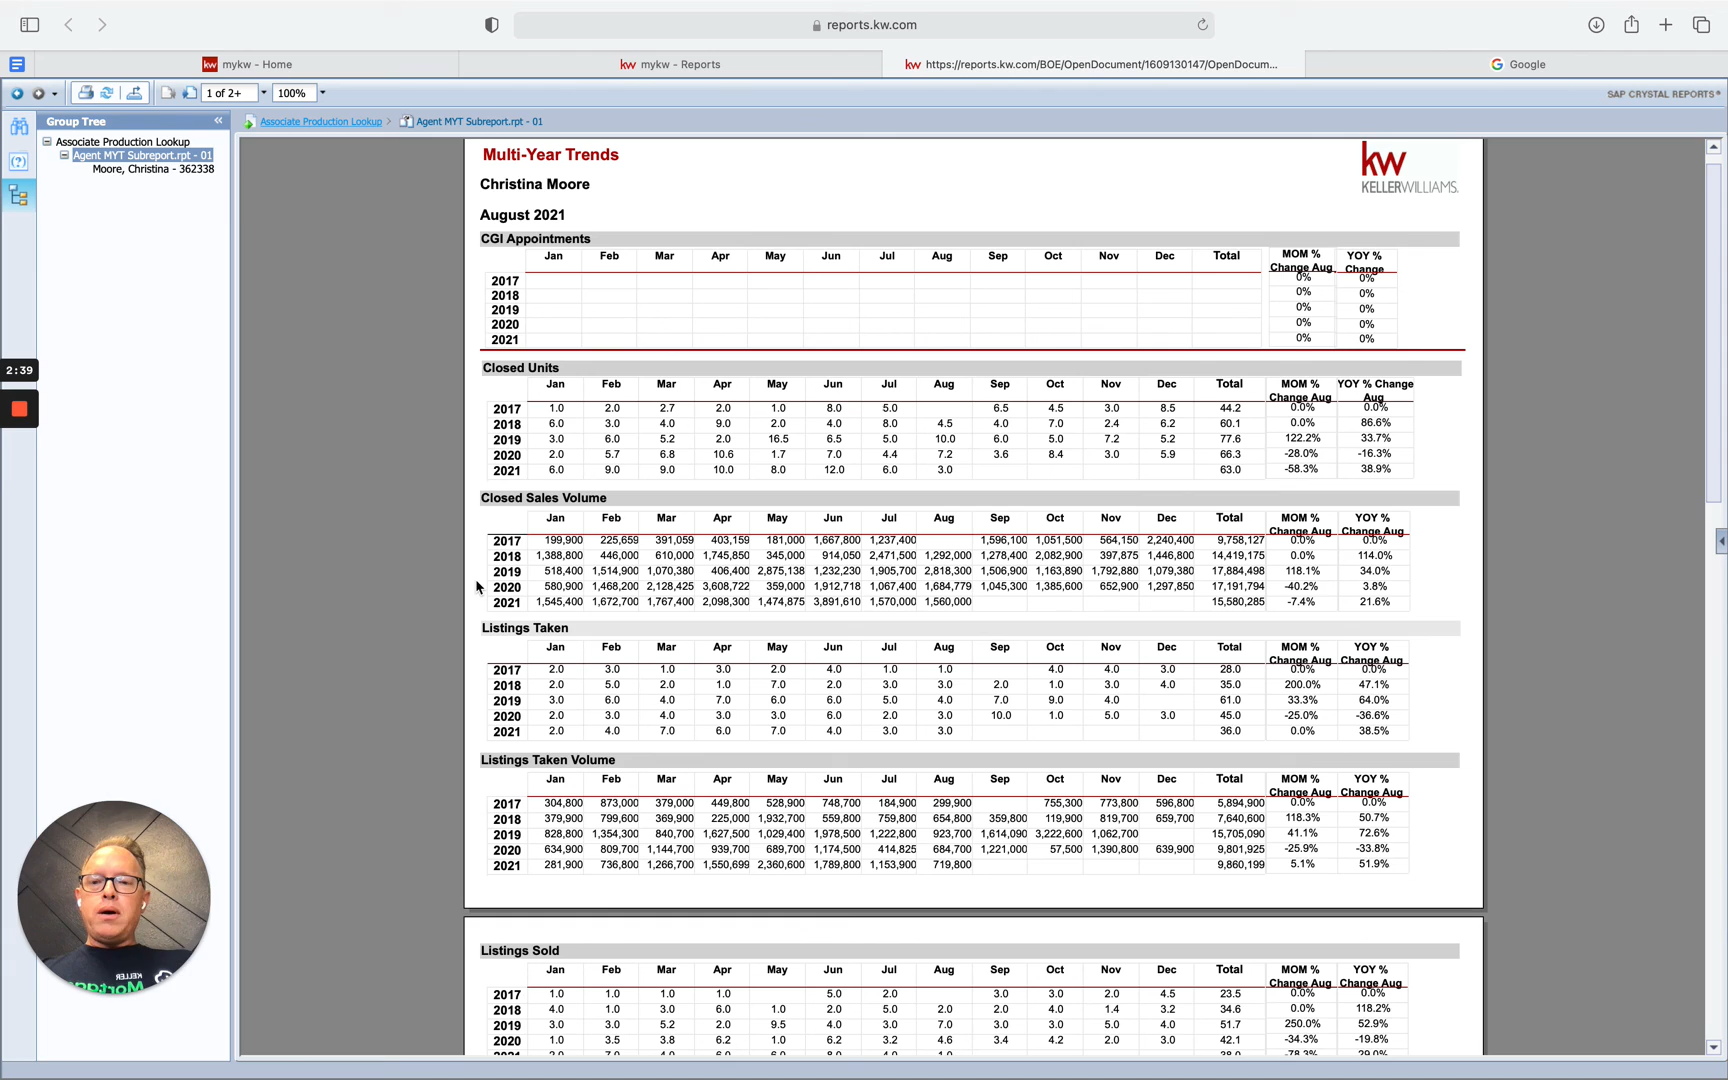 reports.kw.com
kw mykw - Home
kw mykw - Reports
kw https://reports.kw.com/BOE/OpenDocument/1609130147/OpenDocum...
G Google
1 of 2+
100%
SAP CRYSTAL REPORTS®
Group Tree «
Associate Production Lookup > Agent MYT Subreport.rpt - 01
Associate Production Lookup
Agent MYT Subreport.rpt - 01
Moore, Christina - 362338
2:39
Multi-Year Trends
kw
KELLERWILLIAMS.
Christina Moore
August 2021
CGI Appointments
Jan Feb Mar Apr May Jun Jul Aug Sep Oct Nov Dec Total MOM % Change Aug YOY % Change
2017 0% 0%
2018 0% 0%
2019 0% 0%
2020 0% 0%
2021 0% 0%
Closed Units
Jan Feb Mar Apr May Jun Jul Aug Sep Oct Nov Dec Total MOM % Change Aug YOY % Change Aug
2017 1.0 2.0 2.7 2.0 1.0 8.0 5.0 6.5 4.5 3.0 8.5 44.2 0.0% 0.0%
2018 6.0 3.0 4.0 9.0 2.0 4.0 8.0 4.5 4.0 7.0 2.4 6.2 60.1 0.0% 86.6%
2019 3.0 6.0 5.2 2.0 16.5 6.5 5.0 10.0 6.0 5.0 7.2 5.2 77.6 122.2% 33.7%
2020 2.0 5.7 6.8 10.6 1.7 7.0 4.4 7.2 3.6 8.4 3.0 5.9 66.3 -28.0% -16.3%
2021 6.0 9.0 9.0 10.0 8.0 12.0 6.0 3.0 63.0 -58.3% 38.9%
Closed Sales Volume
Jan Feb Mar Apr May Jun Jul Aug Sep Oct Nov Dec Total MOM % Change Aug YOY % Change Aug
2017 199,900 225,659 391,059 403,159 181,000 1,667,800 1,237,400 1,596,100 1,051,500 564,150 2,240,400 9,758,127 0.0% 0.0%
2018 1,388,800 446,000 610,000 1,745,850 345,000 914,050 2,471,500 1,292,000 1,278,400 2,082,900 397,875 1,446,800 14,419,175 0.0% 114.0%
2019 518,400 1,514,900 1,070,380 406,400 2,875,138 1,232,230 1,905,700 2,818,300 1,506,900 1,163,890 1,792,880 1,079,380 17,884,498 118.1% 34.0%
2020 580,900 1,468,200 2,128,425 3,608,722 359,000 1,912,718 1,067,400 1,684,779 1,045,300 1,385,600 652,900 1,297,850 17,191,794 -40.2% 3.8%
2021 1,545,400 1,672,700 1,767,400 2,098,300 1,474,875 3,891,610 1,570,000 1,560,000 15,580,285 -7.4% 21.6%
Listings Taken
Jan Feb Mar Apr May Jun Jul Aug Sep Oct Nov Dec Total MOM % Change Aug YOY % Change Aug
2017 2.0 3.0 1.0 3.0 2.0 4.0 1.0 1.0 4.0 4.0 3.0 28.0 0.0% 0.0%
2018 2.0 5.0 2.0 1.0 7.0 2.0 3.0 3.0 2.0 1.0 3.0 4.0 35.0 200.0% 47.1%
2019 3.0 6.0 4.0 7.0 6.0 6.0 5.0 4.0 7.0 9.0 4.0 61.0 33.3% 64.0%
2020 2.0 3.0 4.0 3.0 3.0 6.0 2.0 3.0 10.0 1.0 5.0 3.0 45.0 -25.0% -36.6%
2021 2.0 4.0 7.0 6.0 7.0 4.0 3.0 3.0 36.0 0.0% 38.5%
Listings Taken Volume
Jan Feb Mar Apr May Jun Jul Aug Sep Oct Nov Dec Total MOM % Change Aug YOY % Change Aug
2017 304,800 873,000 379,000 449,800 528,900 748,700 184,900 299,900 755,300 773,800 596,800 5,894,900 0.0% 0.0%
2018 379,900 799,600 369,900 225,000 1,932,700 559,800 759,800 654,800 359,800 119,900 819,700 659,700 7,640,600 118.3% 50.7%
2019 828,800 1,354,300 840,700 1,627,500 1,029,400 1,978,500 1,222,800 923,700 1,614,090 3,222,600 1,062,700 15,705,090 41.1% 72.6%
2020 634,900 809,700 1,144,700 939,700 689,700 1,174,500 414,825 684,700 1,221,000 57,500 1,390,800 639,900 9,801,925 -25.9% -33.8%
2021 281,900 736,800 1,266,700 1,550,699 2,360,600 1,789,800 1,153,900 719,800 9,860,199 5.1% 51.9%
Listings Sold
Jan Feb Mar Apr May Jun Jul Aug Sep Oct Nov Dec Total MOM % Change Aug YOY % Change Aug
2017 1.0 1.0 1.0 1.0 5.0 2.0 3.0 3.0 2.0 4.5 23.5 0.0% 0.0%
2018 4.0 1.0 3.0 6.0 1.0 2.0 5.0 2.0 2.0 4.0 1.4 3.2 34.6 0.0% 118.2%
2019 3.0 3.0 5.2 2.0 9.5 4.0 3.0 7.0 3.0 3.0 5.0 4.0 51.7 250.0% 52.9%
2020 1.0 3.5 3.8 6.2 1.0 6.2 3.2 4.6 3.4 4.2 2.0 3.0 42.1 -34.3% -19.8%
KELLER
Mortga